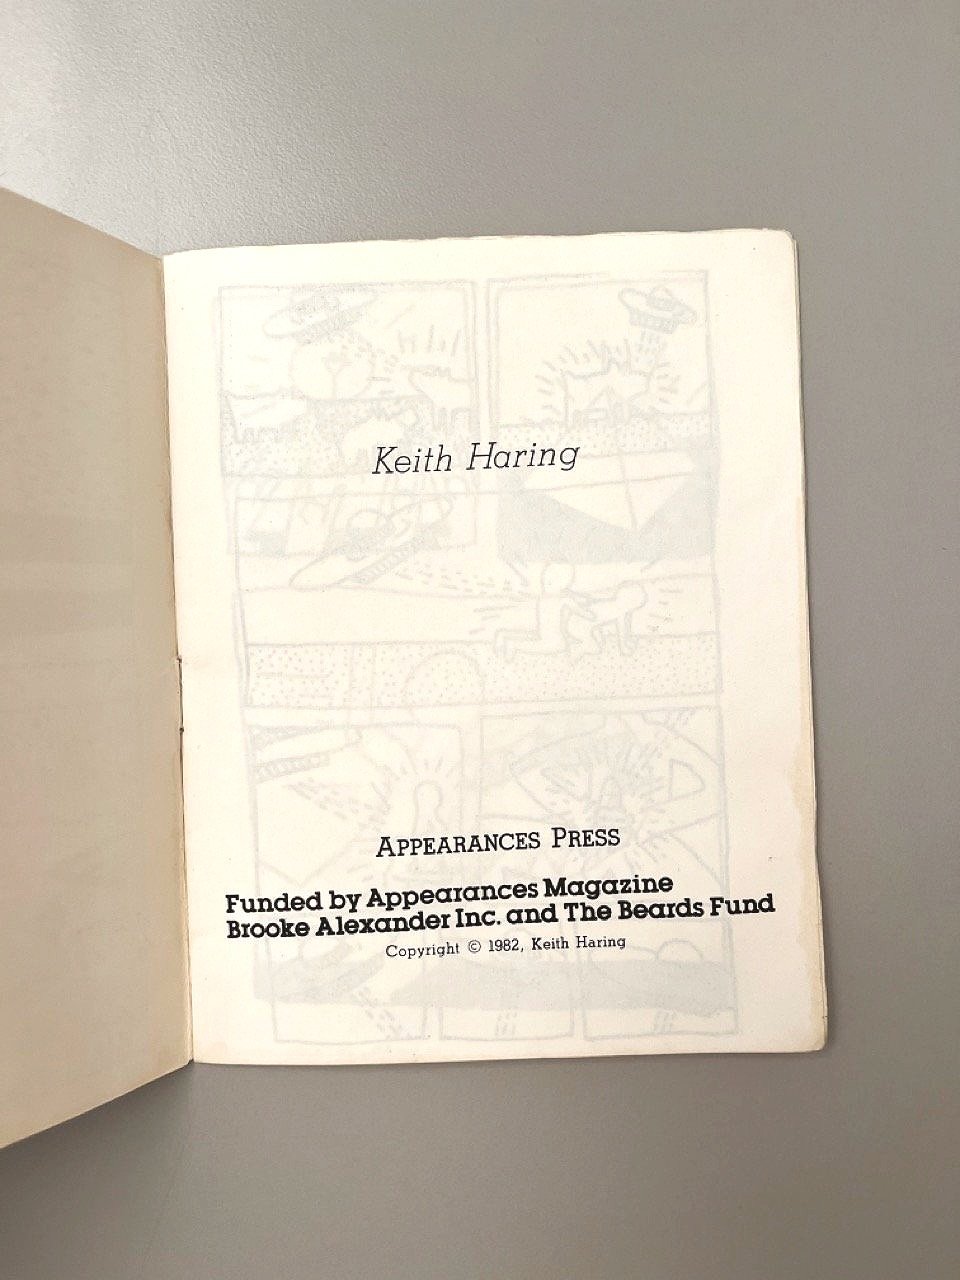 Keith Haring
APPEARANCES PRESS
Funded by Appearances Magazine
Brooke Alexander Inc. and The Beards Fund
Copyright © 1982, Keith Haring